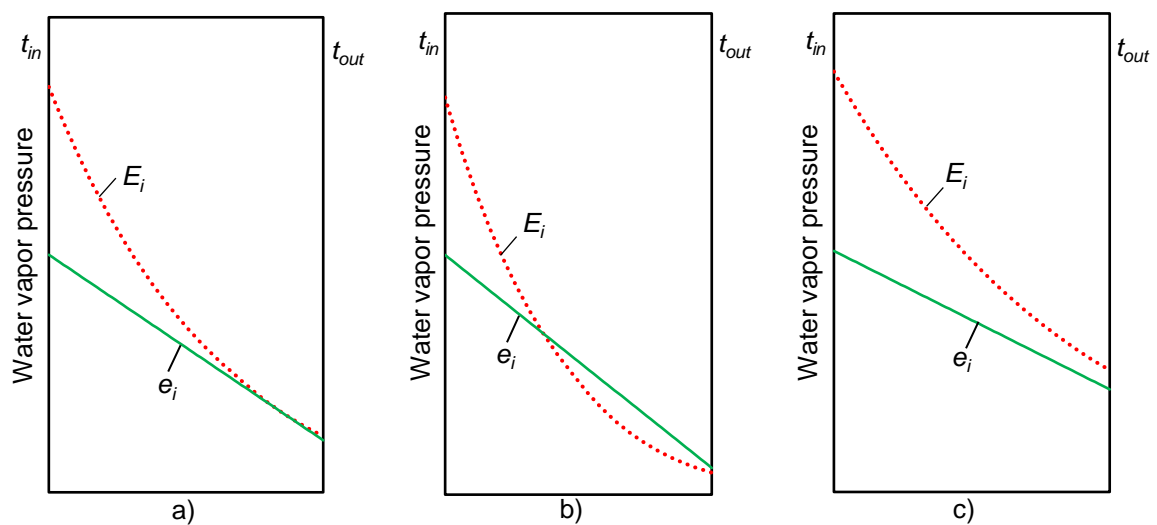 t_in
t_out
Water vapor pressure
E_i
e_i
a)
t_in
t_out
Water vapor pressure
E_i
e_i
b)
t_in
t_out
Water vapor pressure
E_i
e_i
c)